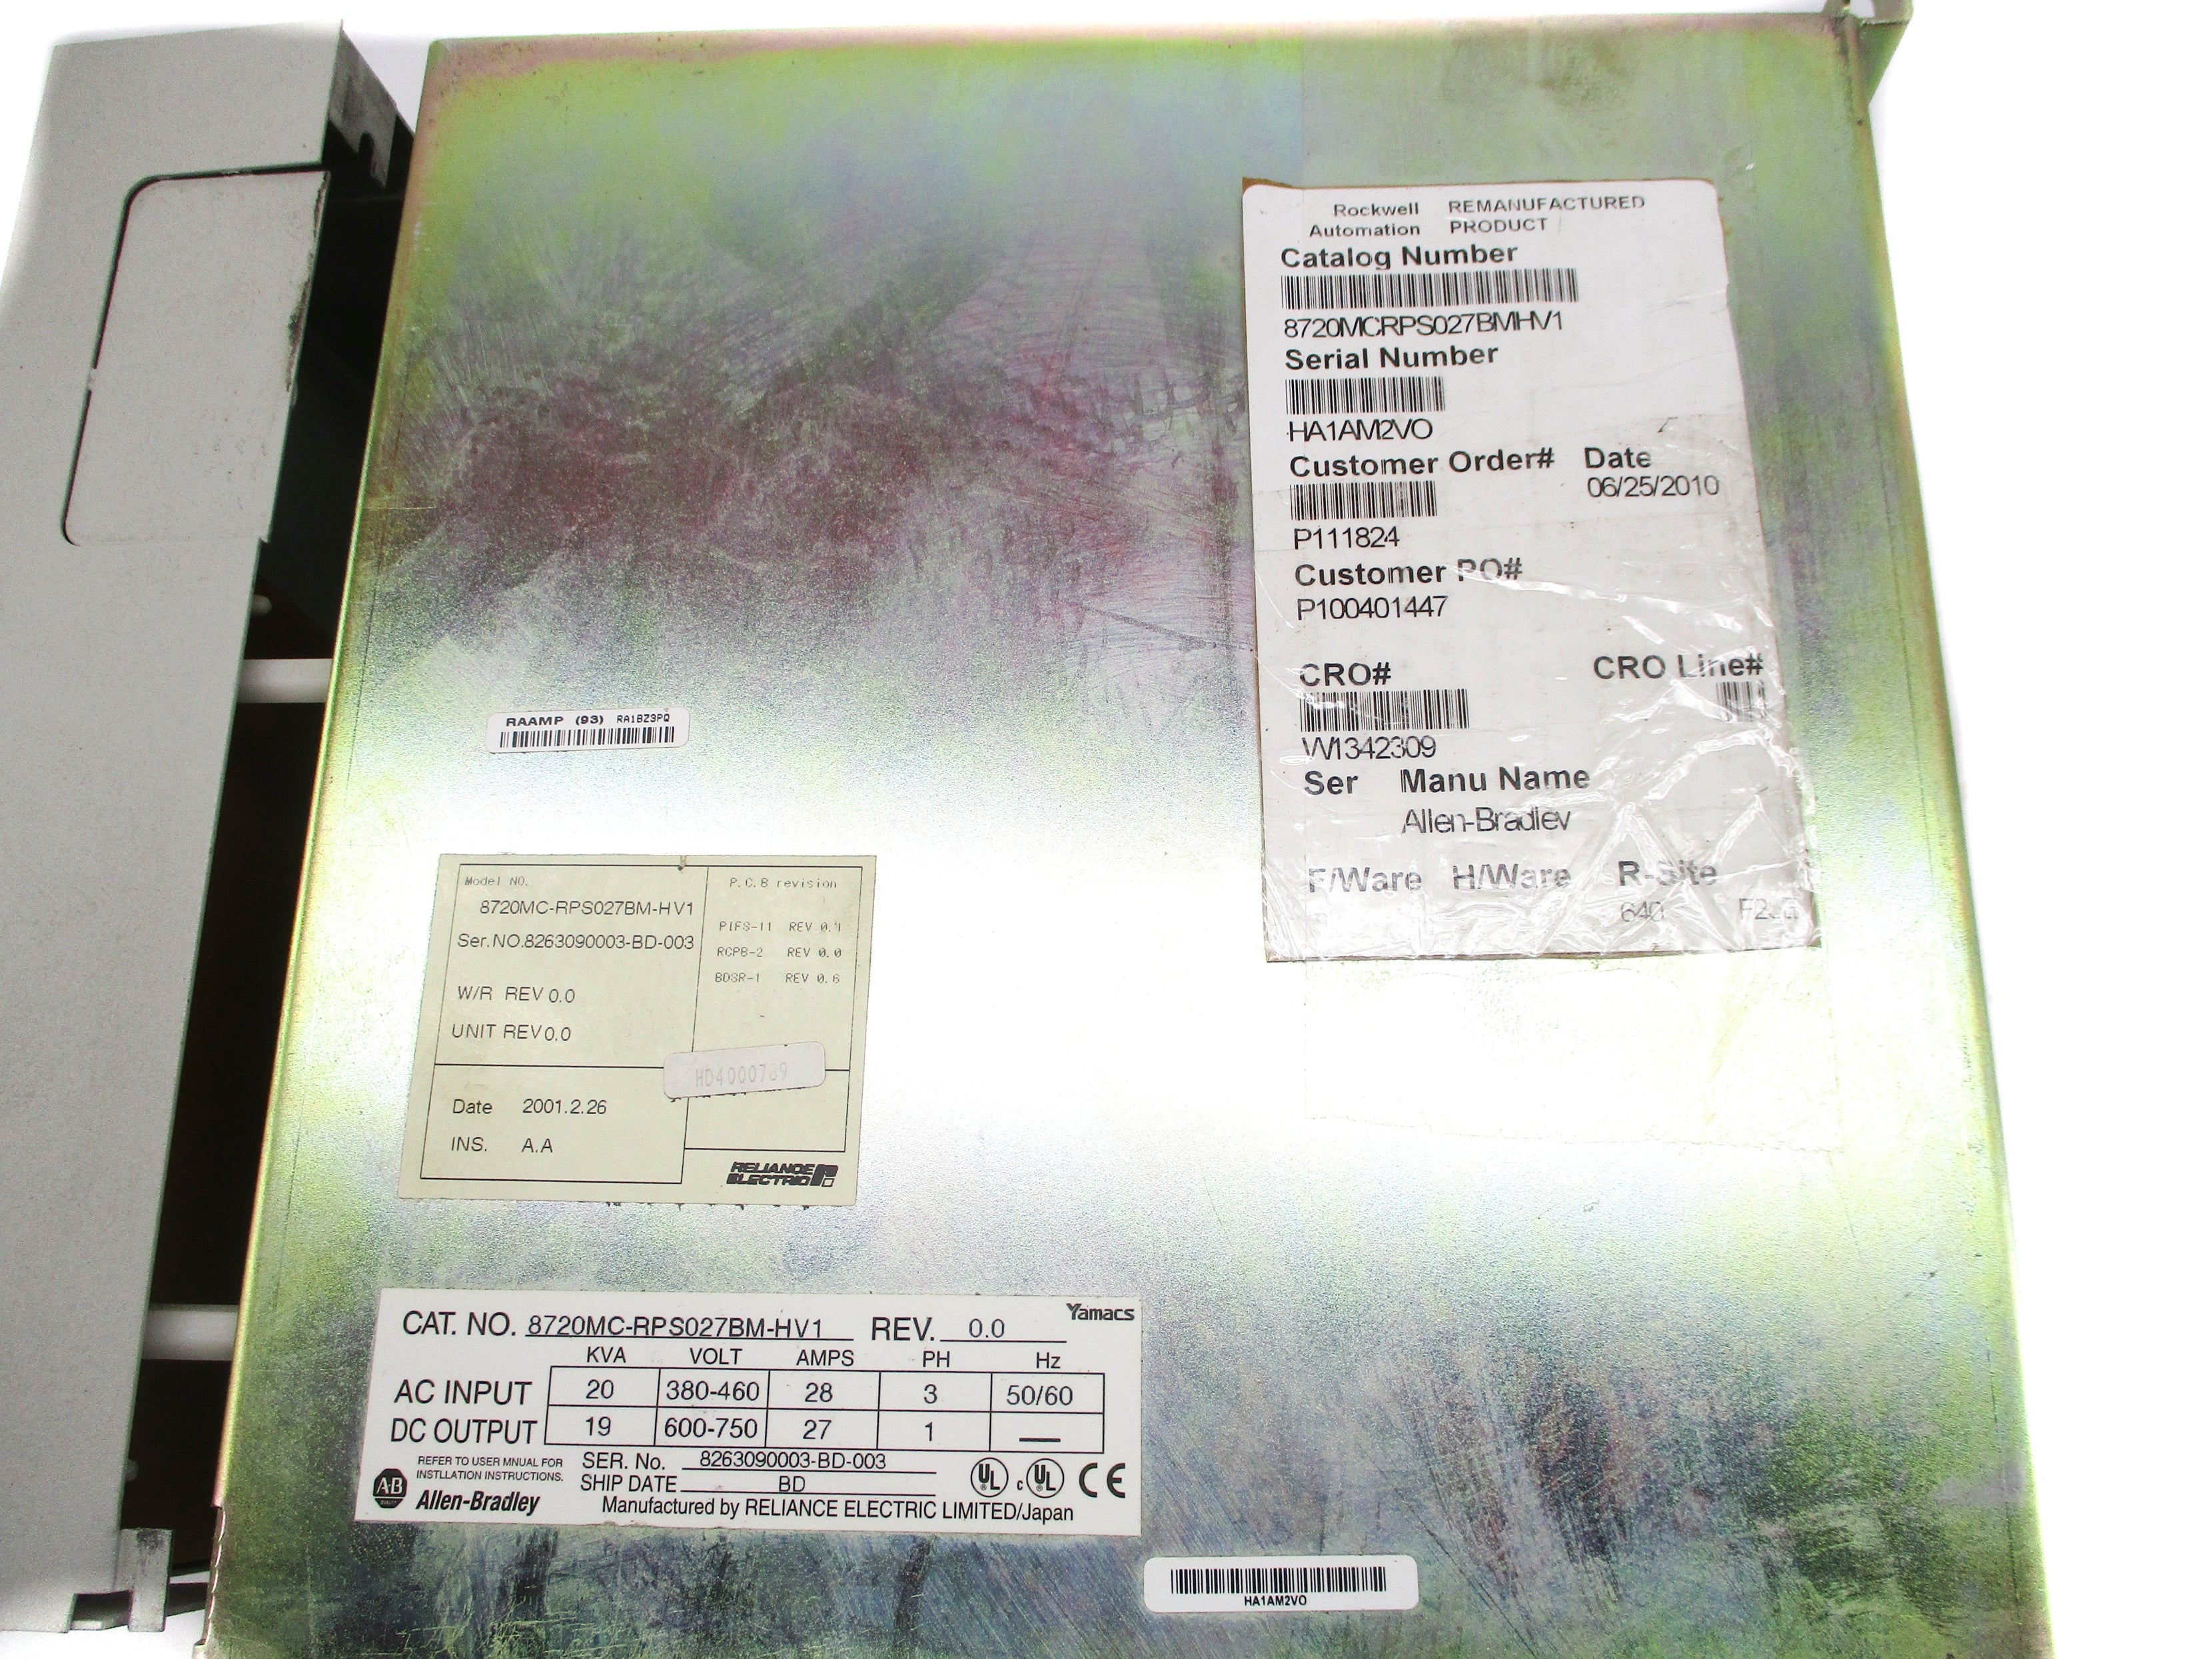 Rockwell REMANUFACTURED
Automation PRODUCT
Catalog Number
8720MCRPS027BMHV1
Serial Number
HA1AM2VO
Customer Order# Date
06/25/2010
P111824
Customer PO#
P100401447
CRO# CRO Line#
W1342309
Ser Manu Name
Allen-Bradley
F/Ware H/Ware R-Site
640
RAAMP (93) RA1BZ3PQ
Model NO. P.C.B revision
8720MC-RPS027BM-HV1
Ser.NO.8263090003-BD-003
PIFS-11 REV
RCPB-2 REV 0.0
BDSR-1 REV 0.6
W/R REV 0.0
UNIT REV 0.0
HD4000789
Date 2001.2.26
INS. A.A
RELIANCE
ELECTRIC
Yamacs
CAT. NO. 8720MC-RPS027BM-HV1 REV. 0.0
KVA VOLT AMPS PH Hz
AC INPUT 20 380-460 28 3 50/60
DC OUTPUT 19 600-750 27 1 —
REFER TO USER MNUAL FOR
INSTLLATION INSTRUCTIONS.
SER. No. 8263090003-BD-003
SHIP DATE BD
AB
QUALITY
Allen-Bradley
UL c UL CE
Manufactured by RELIANCE ELECTRIC LIMITED/Japan
HA1AM2VO